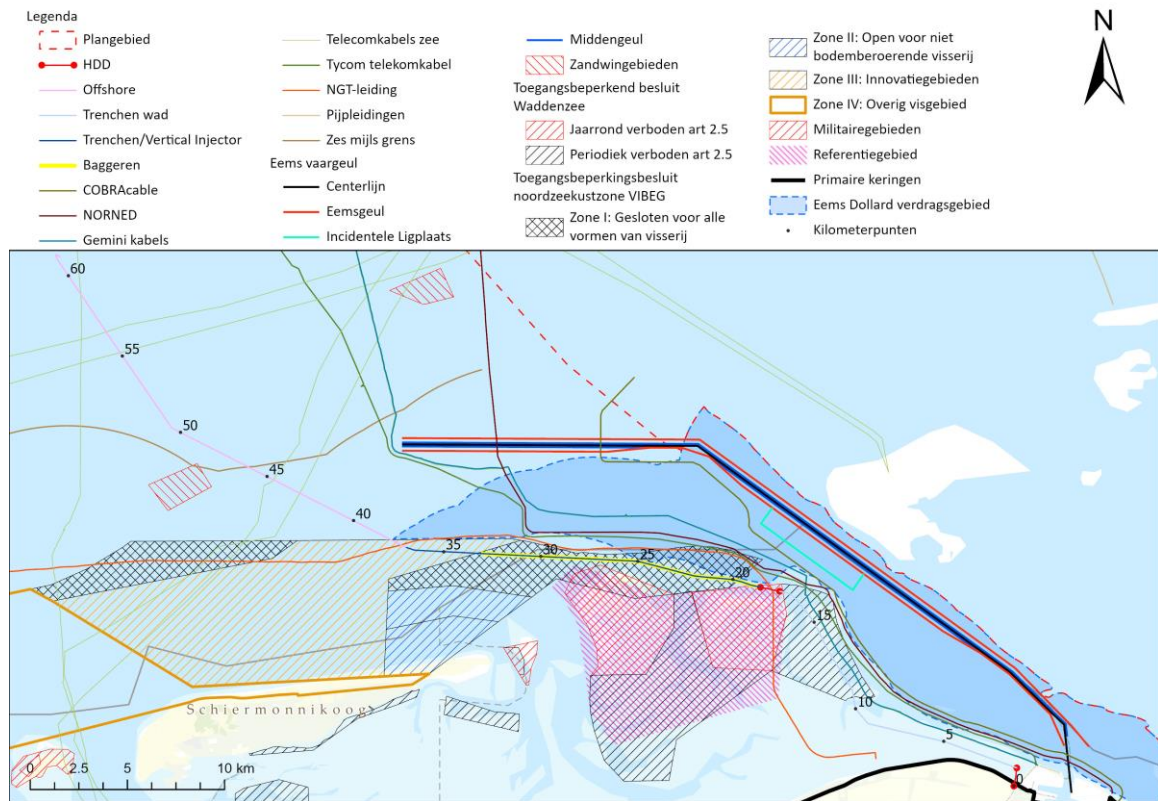 Legenda
Plangebied
HDD
Offshore
Trenchen wad
Trenchen/Vertical Injector
Baggeren
COBRAcable
NORNED
Gemini kabels
Telecomkabels zee
Tycom telekomkabel
NGT-leiding
Pijpleidingen
Zes mijls grens
Eems vaargeul
Centerlijn
Eemsgeul
Incidentele Ligplaats
Middengeul
Zandwingebieden
Toegangsbeperkend besluit
Waddenzee
Jaarrond verboden art 2.5
Periodiek verboden art 2.5
Toegangsbeperkingsbesluit
noordzeekustzone VIBEG
Zone I: Gesloten voor alle
vormen van visserij
Zone II: Open voor niet
bodemberoerende visserij
Zone III: Innovatiegebieden
Zone IV: Overig visgebied
Militairegebieden
Referentiegebied
Primaire keringen
Eems Dollard verdragsgebied
Kilometerpunten
N
60
55
50
45
40
35
30
25
20
15
10
5
0
Schiermonnikoog
0 2.5 5 10 km